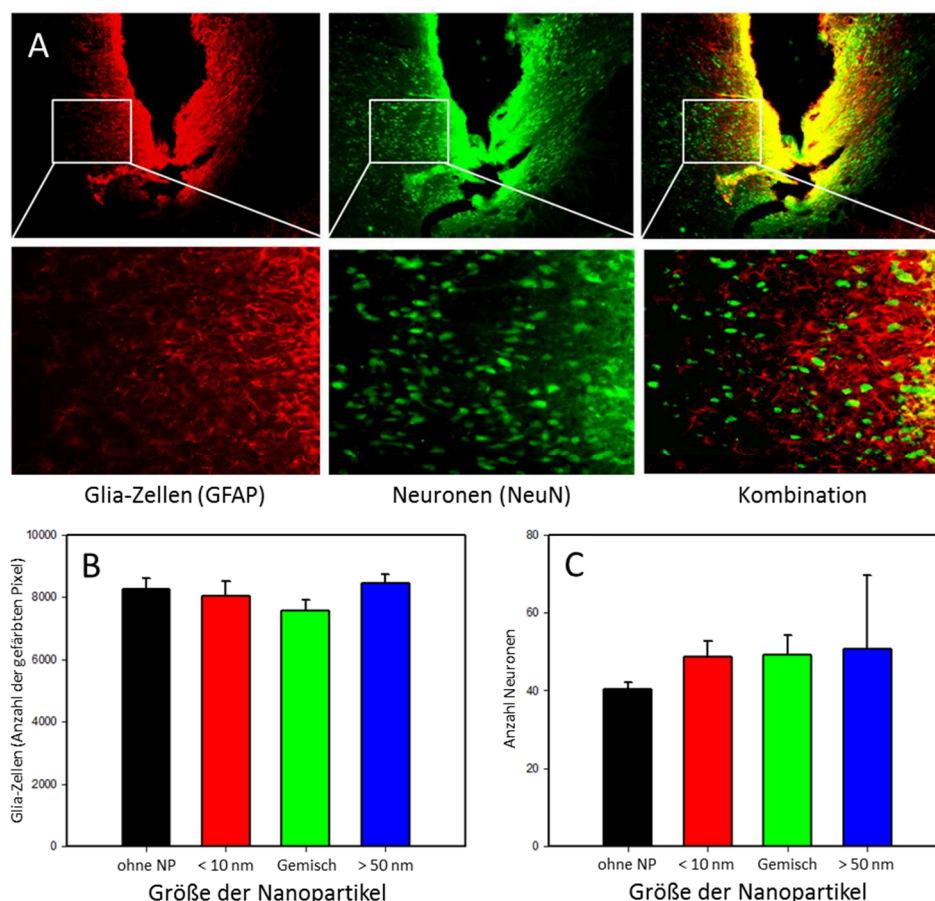 A
Glia-Zellen (GFAP)
Neuronen (NeuN)
Kombination
B
Glia-Zellen (Anzahl der gefärbten Pixel)
10000
8000
6000
4000
2000
0
ohne NP
< 10 nm
Gemisch
> 50 nm
Größe der Nanopartikel
C
Anzahl Neuronen
80
60
40
20
0
ohne NP
< 10 nm
Gemisch
> 50 nm
Größe der Nanopartikel